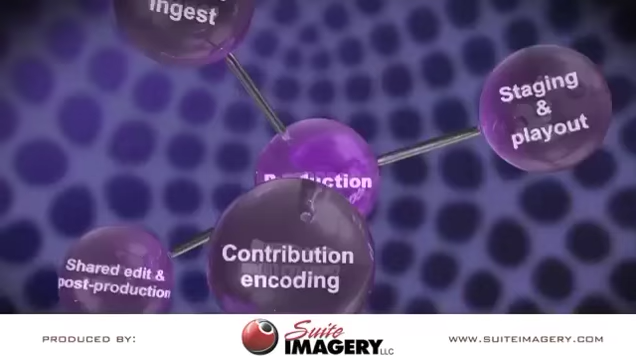 ingest
Staging
&
playout
Production
Contribution
encoding
Shared edit &
post-production
PRODUCED BY:
Suite
IMAGERY LLC
WWW.SUITEIMAGERY.COM